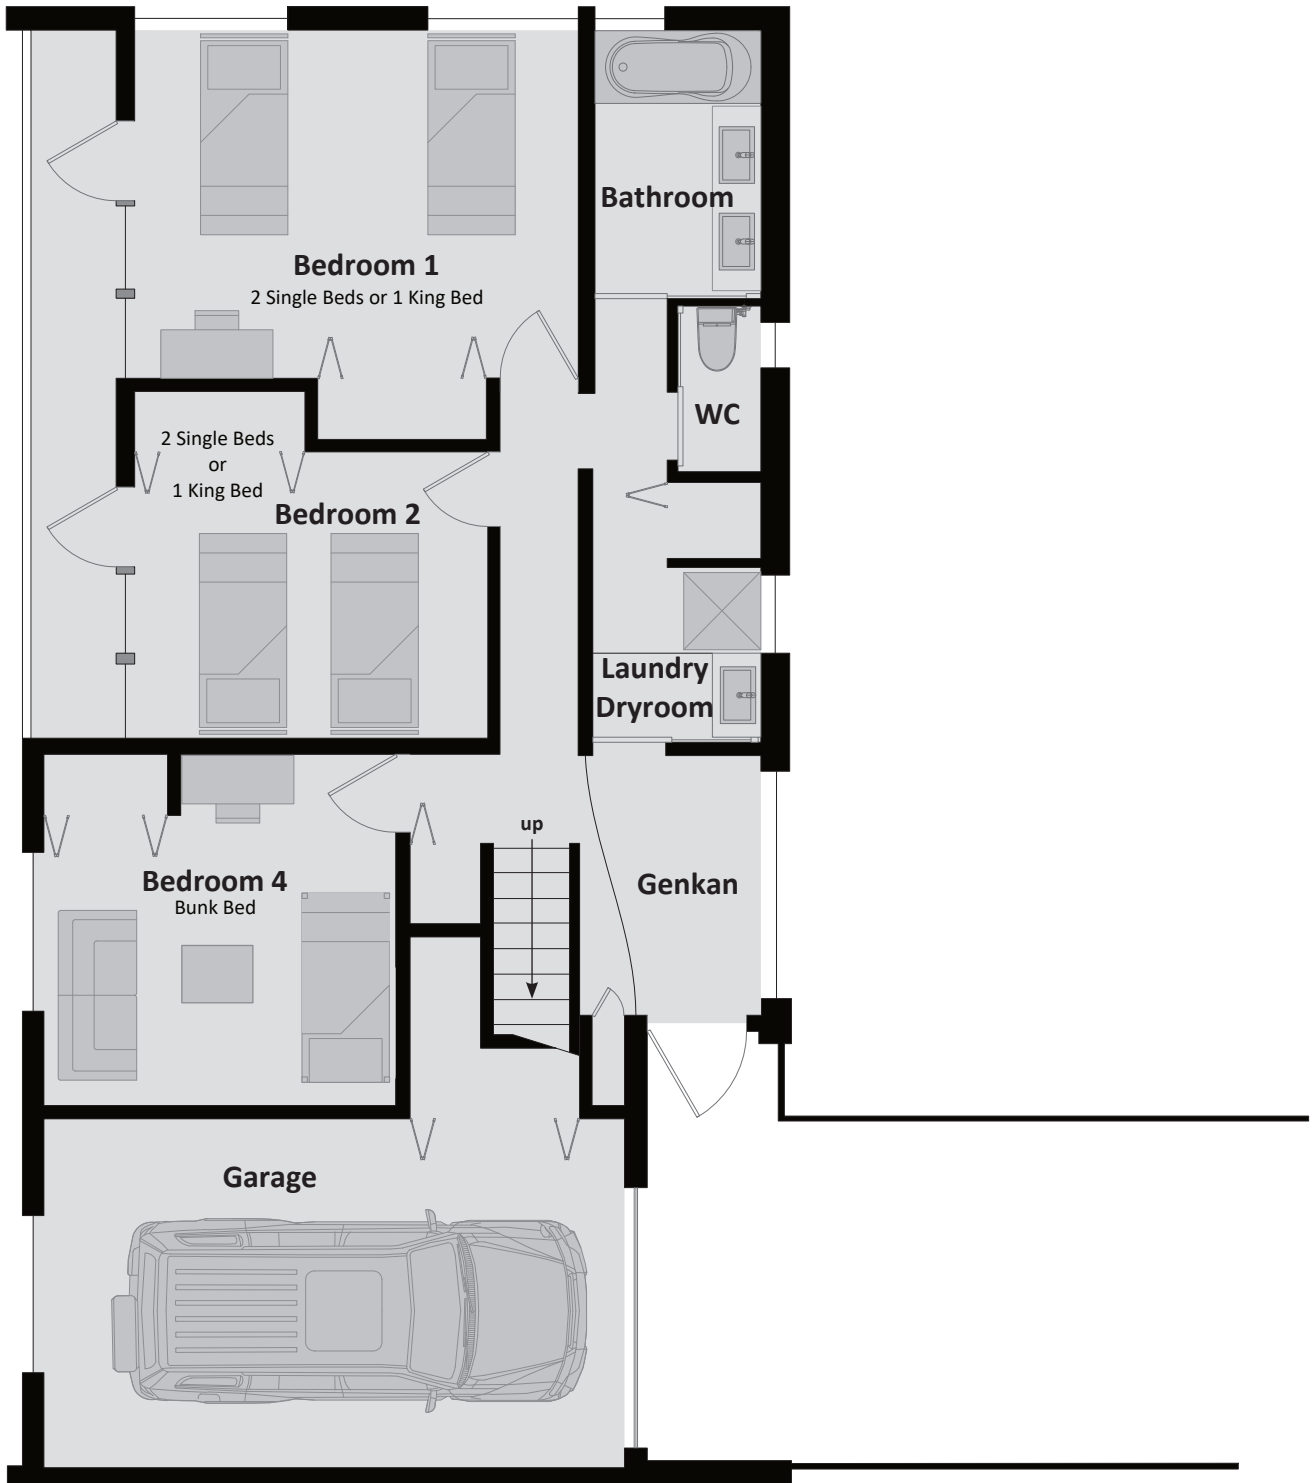 Bathroom
Bedroom 1
2 Single Beds or 1 King Bed
WC
2 Single Beds
or
1 King Bed
Bedroom 2
Laundry
Dryroom
up
Bedroom 4
Bunk Bed
Genkan
Garage